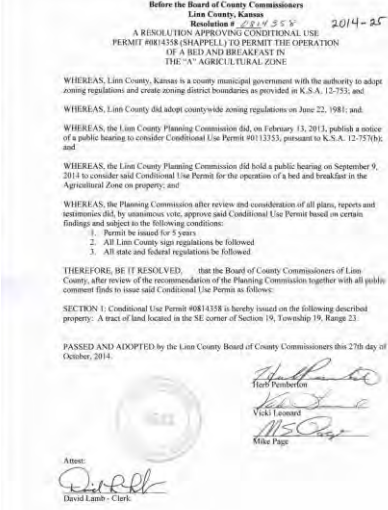 Before the Board of County Commissioners
Linn County, Kansas
Resolution # 0814358 2014-25
A RESOLUTION APPROVING CONDITIONAL USE
PERMIT #0814358 (SHAPPELL) TO PERMIT THE OPERATION
OF A BED AND BREAKFAST IN
THE "A" AGRICULTURAL ZONE
WHEREAS, Linn County, Kansas is a county municipal government with the authority to adopt
zoning regulations and create zoning district boundaries as provided in K.S.A. 12-753; and
WHEREAS, Linn County did adopt countywide zoning regulations on June 22, 1981; and
WHEREAS, the Linn County Planning Commission did, on February 13, 2013, publish a notice
of a public hearing to consider Conditional Use Permit #0113353, pursuant to K.S.A. 12-757(b);
and
WHEREAS, the Linn County Planning Commission did hold a public hearing on September 9,
2014 to consider said Conditional Use Permit for the operation of a bed and breakfast in the
Agricultural Zone on property; and
WHEREAS, the Planning Commission after review and consideration of all plans, reports and
testimonies did, by unanimous vote, approve said Conditional Use Permit based on certain
findings and subject to the following conditions:
1. Permit be issued for 5 years
2. All Linn County sign regulations be followed
3. All state and federal regulations be followed
THEREFORE, BE IT RESOLVED, that the Board of County Commissioners of Linn
County, after review of the recommendation of the Planning Commission together with all public
comment finds to issue said Conditional Use Permit as follows:
SECTION 1: Conditional Use Permit #0814358 is hereby issued on the following described
property: A tract of land located in the SE corner of Section 19, Township 19, Range 23.
PASSED AND ADOPTED by the Linn County Board of County Commissioners this 27th day of
October, 2014.
Herb Pemberton
Vicki Leonard
Mike Page
Attest:
David Lamb - Clerk